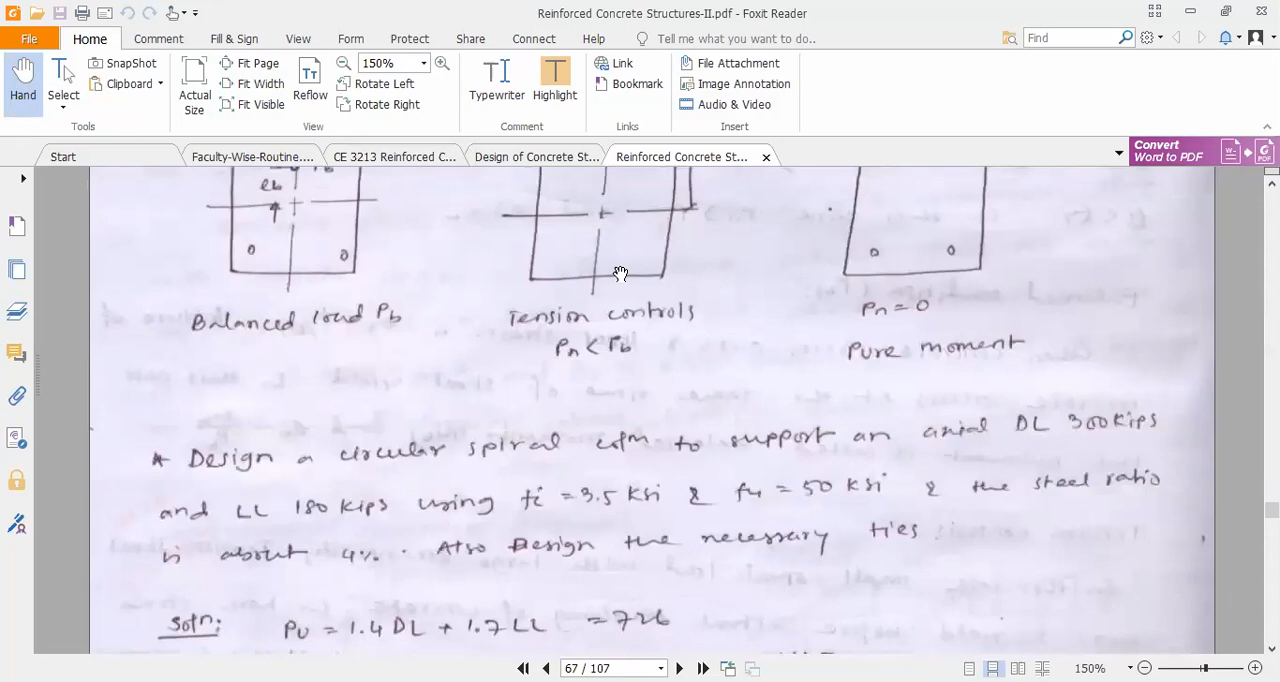 Reinforced Concrete Structures-II.pdf - Foxit Reader
File Home Comment Fill & Sign View Form Protect Share Connect Help Tell me what you want to do.. Find
Hand
Select
SnapShot
Clipboard
Actual Size
Fit Page
Fit Width
Fit Visible
Reflow
150%
Rotate Left
Rotate Right
Typewriter
Highlight
Link
Bookmark
File Attachment
Image Annotation
Audio & Video
Tools View Comment Links Insert
Start Faculty-Wise-Routine.... CE 3213 Reinforced C... Design of Concrete St... Reinforced Concrete St...
Convert
Word to PDF
eb
Balanced load Pb
Tension controls
Pn < Pb
Pn = 0
Pure moment
* Design a circular spiral colm to support an axial DL 300 Kips
and LL 180 Kips using fc' = 3.5 Ksi & fy = 50 Ksi & the steel ratio
is about 4%. Also Design the necessary ties
Soln: PU = 1.4 DL + 1.7 LL = 726
67 / 107
150%